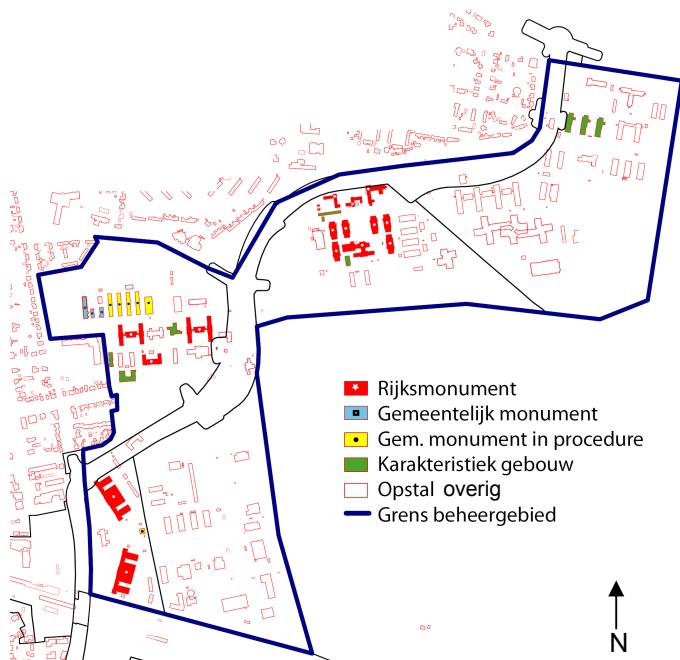 Rijksmonument
Gemeentelijk monument
Gem. monument in procedure
Karakteristiek gebouw
Opstal overig
Grens beheergebied
N